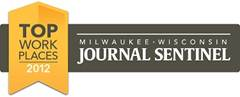 TOP
WORK
PLACES
2012
MILWAUKEE • WISCONSIN
JOURNAL SENTINEL